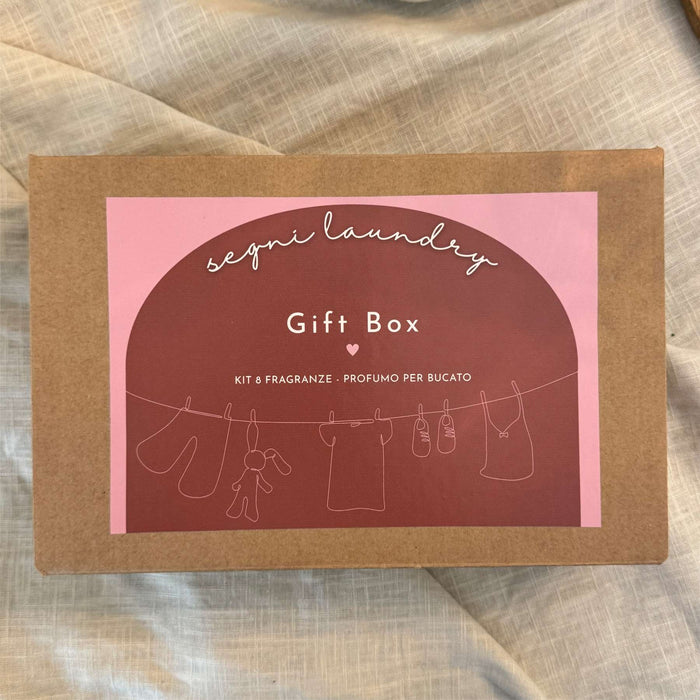 segni laundry
Gift Box
KIT 8 FRAGRANZE - PROFUMO PER BUCATO